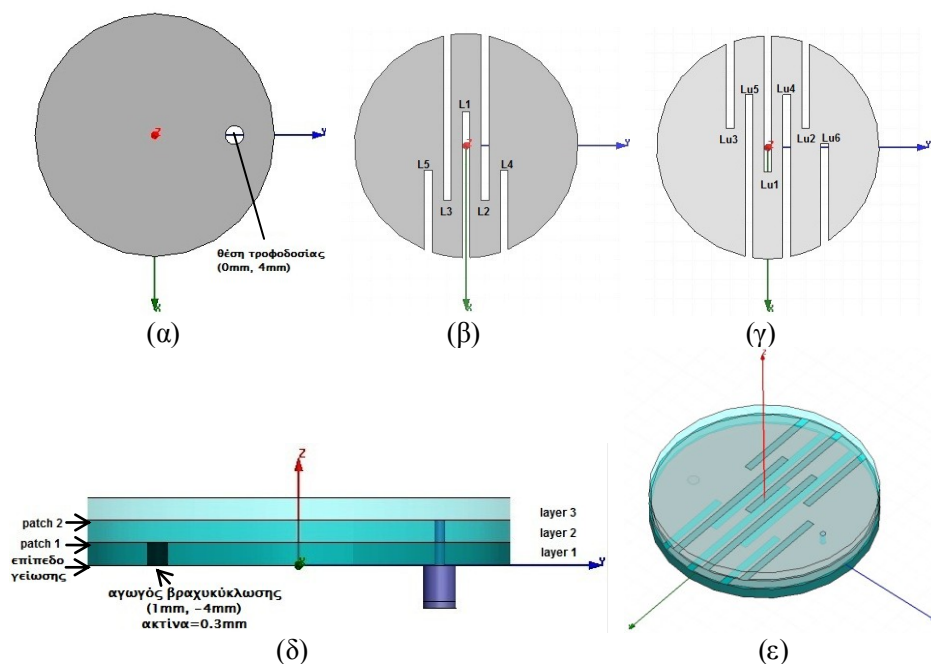 Z
Y
X
θέση τροφοδοσίας
(0mm, 4mm)
(α)
L1
Z
Y
L5
L4
L3
L2
X
(β)
Lu5
Lu4
Z
Y
Lu3
Lu2
Lu6
Lu1
X
(γ)
Z
patch 2
layer 3
layer 2
patch 1
layer 1
επίπεδο
γείωσης
Y
αγωγός βραχυκύκλωσης
(1mm, -4mm)
ακτίνα=0.3mm
(δ)
Z
(ε)